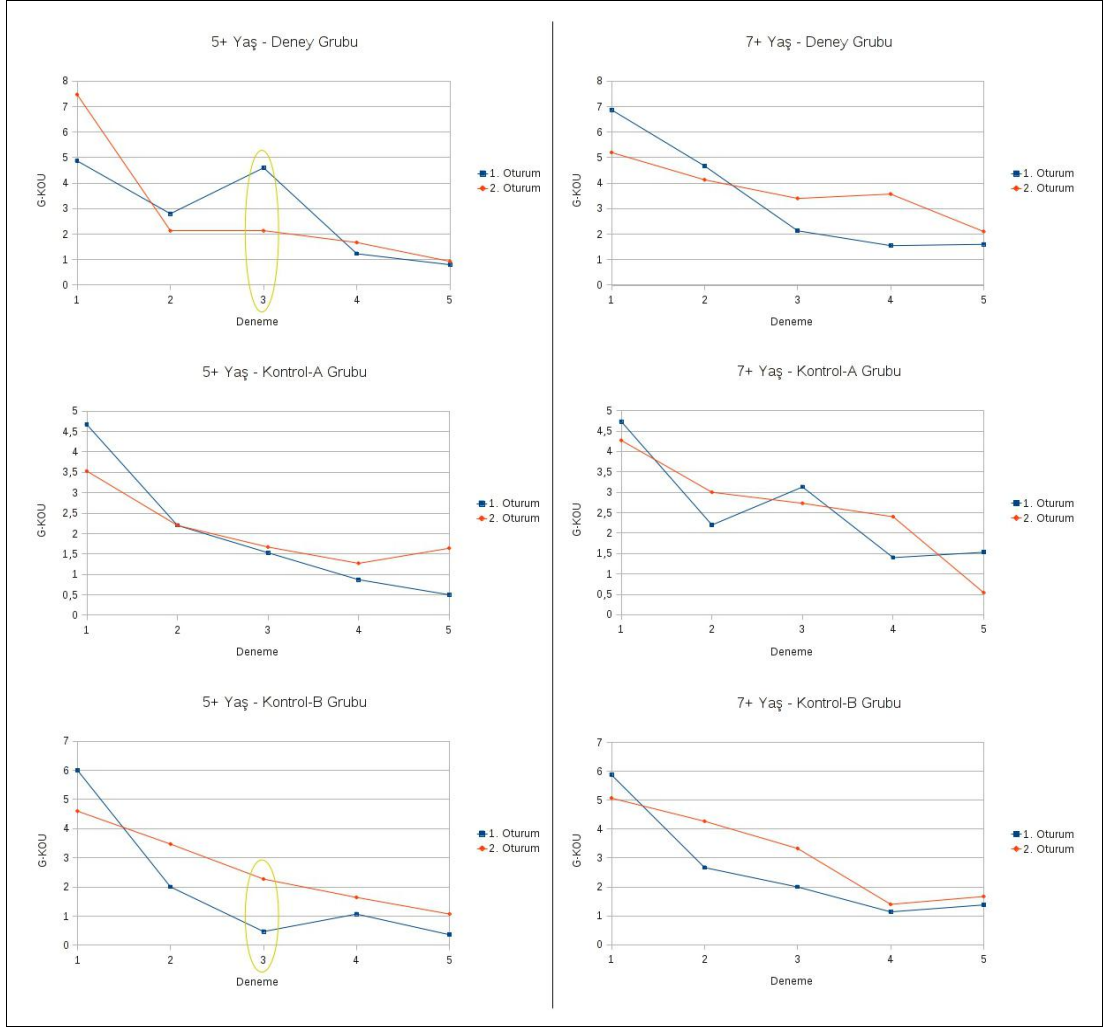 5+ Yaş - Deney Grubu
8
7
6
5
4
3
2
1
0
G-KOU
1 2 3 4 5
Deneme
1. Oturum
2. Oturum
7+ Yaş - Deney Grubu
8
7
6
5
4
3
2
1
0
G-KOU
1 2 3 4 5
Deneme
1. Oturum
2. Oturum
5+ Yaş - Kontrol-A Grubu
5
4,5
4
3,5
3
2,5
2
1,5
1
0,5
0
G-KOU
1 2 3 4 5
Deneme
1. Oturum
2. Oturum
7+ Yaş - Kontrol-A Grubu
5
4,5
4
3,5
3
2,5
2
1,5
1
0,5
0
G-KOU
1 2 3 4 5
Deneme
1. Oturum
2. Oturum
5+ Yaş - Kontrol-B Grubu
7
6
5
4
3
2
1
0
G-KOU
1 2 3 4 5
Deneme
1. Oturum
2. Oturum
7+ Yaş - Kontrol-B Grubu
7
6
5
4
3
2
1
0
G-KOU
1 2 3 4 5
Deneme
1. Oturum
2. Oturum